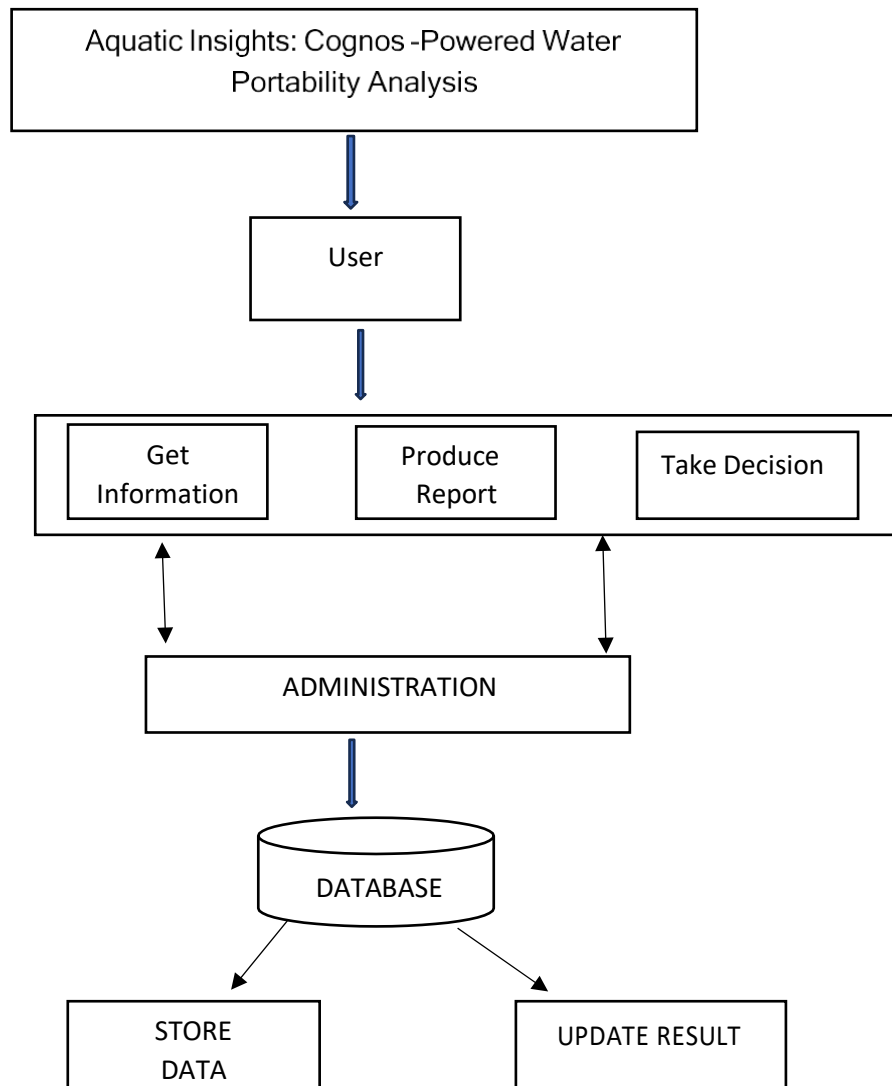 Aquatic Insights: Cognos -Powered Water
Portability Analysis
User
Get
Information
Produce
Report
Take Decision
ADMINISTRATION
DATABASE
STORE
DATA
UPDATE RESULT